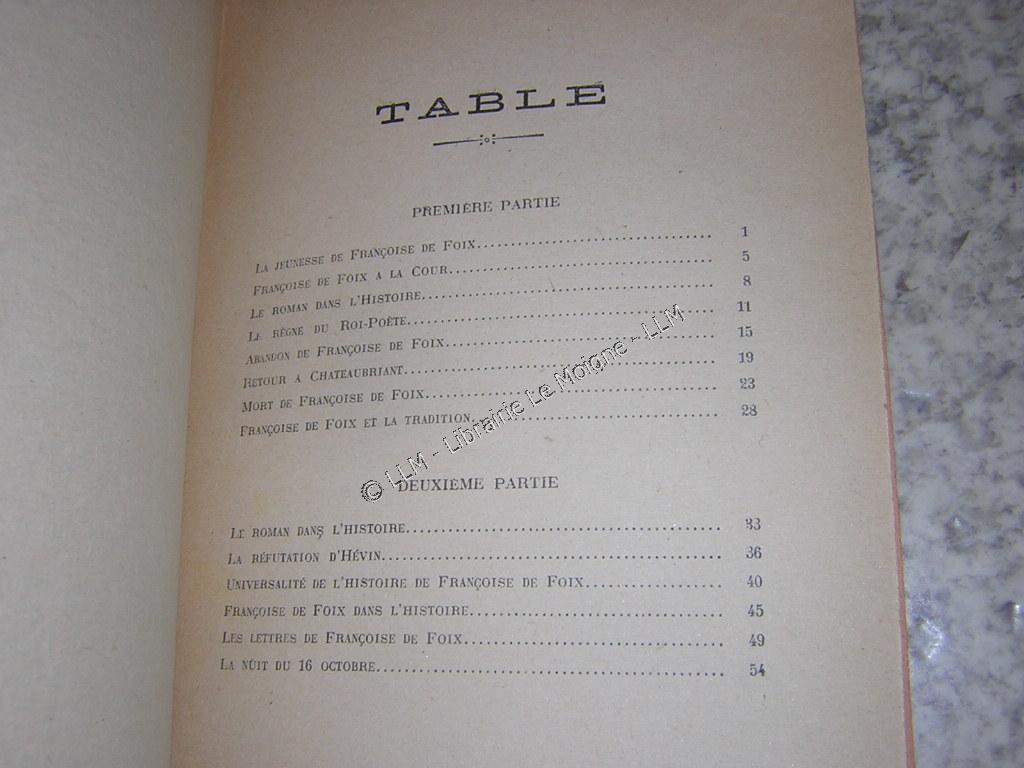 TABLE
PREMIÈRE PARTIE
LA JEUNESSE DE FRANÇOISE DE FOIX........ 1
FRANÇOISE DE FOIX A LA COUR........ 5
LE ROMAN DANS L'HISTOIRE........ 8
LE RÈGNE DU ROI-POÈTE........ 11
ABANDON DE FRANÇOISE DE FOIX........ 15
RETOUR A CHATEAUBRIANT........ 19
MORT DE FRANÇOISE DE FOIX........ 23
FRANÇOISE DE FOIX ET LA TRADITION........ 28
© LLM - Librairie Le Moigne - LLM
DEUXIÈME PARTIE
LE ROMAN DANS L'HISTOIRE........ 33
LA RÉFUTATION D'HÉVIN........ 36
UNIVERSALITÉ DE L'HISTOIRE DE FRANÇOISE DE FOIX........ 40
FRANÇOISE DE FOIX DANS L'HISTOIRE........ 45
LES LETTRES DE FRANÇOISE DE FOIX........ 49
LA NUIT DU 16 OCTOBRE........ 54